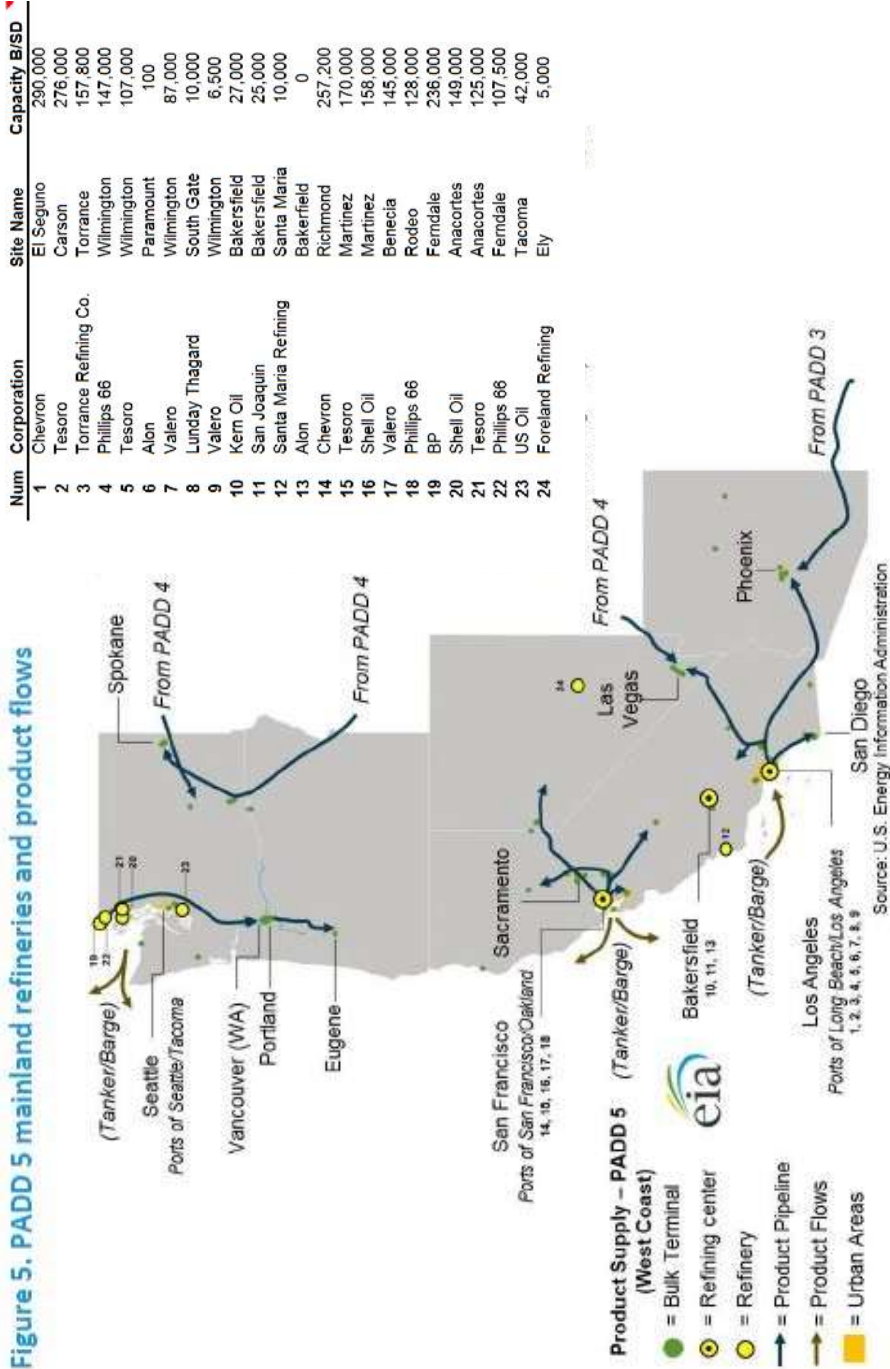 Figure 5. PADD 5 mainland refineries and product flows
Num Corporation Site Name Capacity B/SD
1 Chevron El Seguno 290,000
2 Tesoro Carson 276,000
3 Torrance Refining Co. Torrance 157,800
4 Phillips 66 Wilmington 147,000
5 Tesoro Wilmington 107,000
6 Alon Paramount 100
7 Valero Wilmington 87,000
8 Lunday Thagard South Gate 10,000
9 Valero Wilmington 6,500
10 Kern Oil Bakersfield 27,000
11 San Joaquin Bakersfield 25,000
12 Santa Maria Refining Santa Maria 10,000
13 Alon Bakerfield 0
14 Chevron Richmond 257,200
15 Tesoro Martinez 170,000
16 Shell Oil Martinez 158,000
17 Valero Benecia 145,000
18 Phillips 66 Rodeo 128,000
19 BP Ferndale 236,000
20 Shell Oil Anacortes 149,000
21 Tesoro Anacortes 125,000
22 Phillips 66 Ferndale 107,500
23 US Oil Tacoma 42,000
24 Foreland Refining Ely 5,000
(Tanker/Barge)
19
22
21
20
23
Seattle
Ports of Seattle/Tacoma
Spokane
From PADD 4
Vancouver (WA)
Portland
From PADD 4
Eugene
San Francisco
Ports of San Francisco/Oakland
14, 15, 16, 17, 18
Sacramento
(Tanker/Barge)
24
From PADD 4
Las
Vegas
Bakersfield
10, 11, 13
12
Phoenix
From PADD 3
(Tanker/Barge)
Los Angeles
Ports of Long Beach/Los Angeles
1, 2, 3, 4, 5, 6, 7, 8, 9
San Diego
Product Supply – PADD 5
(West Coast)
= Bulk Terminal
= Refining center
= Refinery
= Product Pipeline
= Product Flows
= Urban Areas
eia
Source: U.S. Energy Information Administration